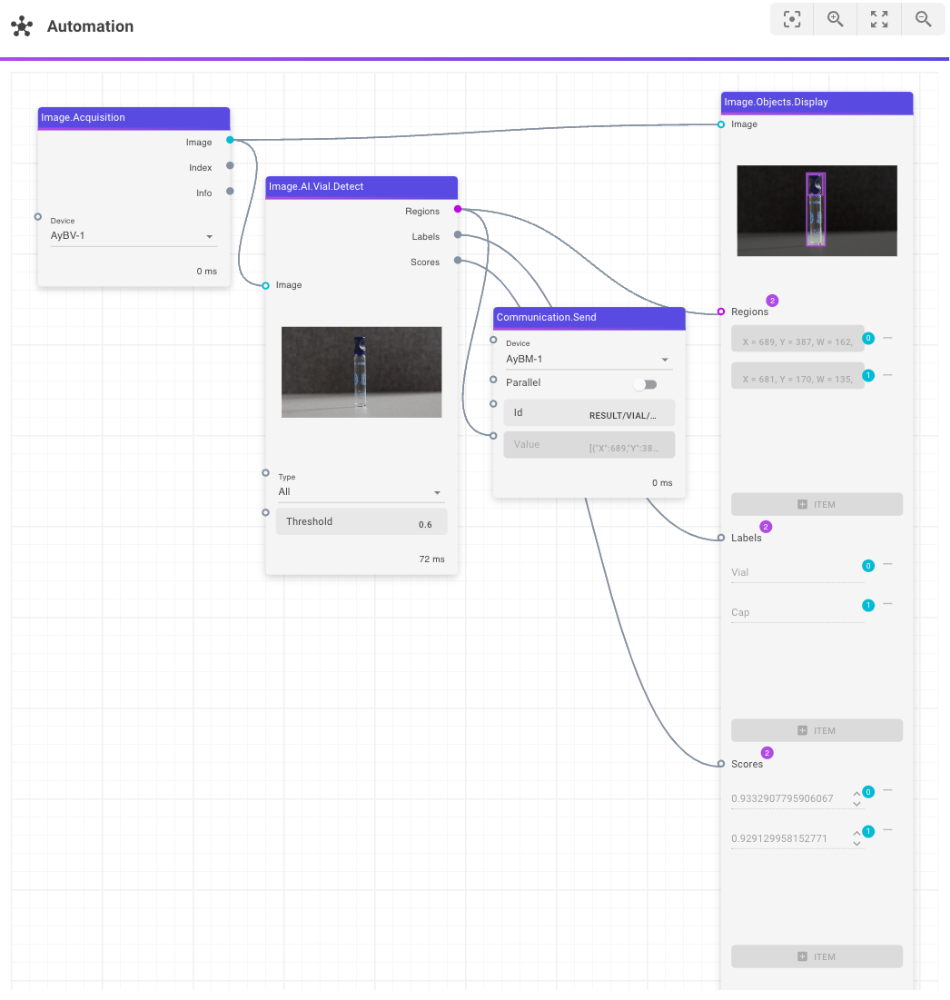 Automation
Image.Acquisition
Image
Index
Info
Device
AyBV-1
0 ms
Image.AI.Vial.Detect
Regions
Labels
Scores
Image
Type
All
Threshold
0.6
72 ms
Communication.Send
Device
AyBM-1
Parallel
Id
RESULT/VIAL/...
Value
[{"X":689,"Y":38...
0 ms
Image.Objects.Display
Image
Regions
2
X = 689, Y = 387, W = 162,
0
X = 681, Y = 170, W = 135,
1
ITEM
Labels
2
Vial
0
Cap
1
ITEM
Scores
2
0.9332907795906067
0
0.929129958152771
1
ITEM